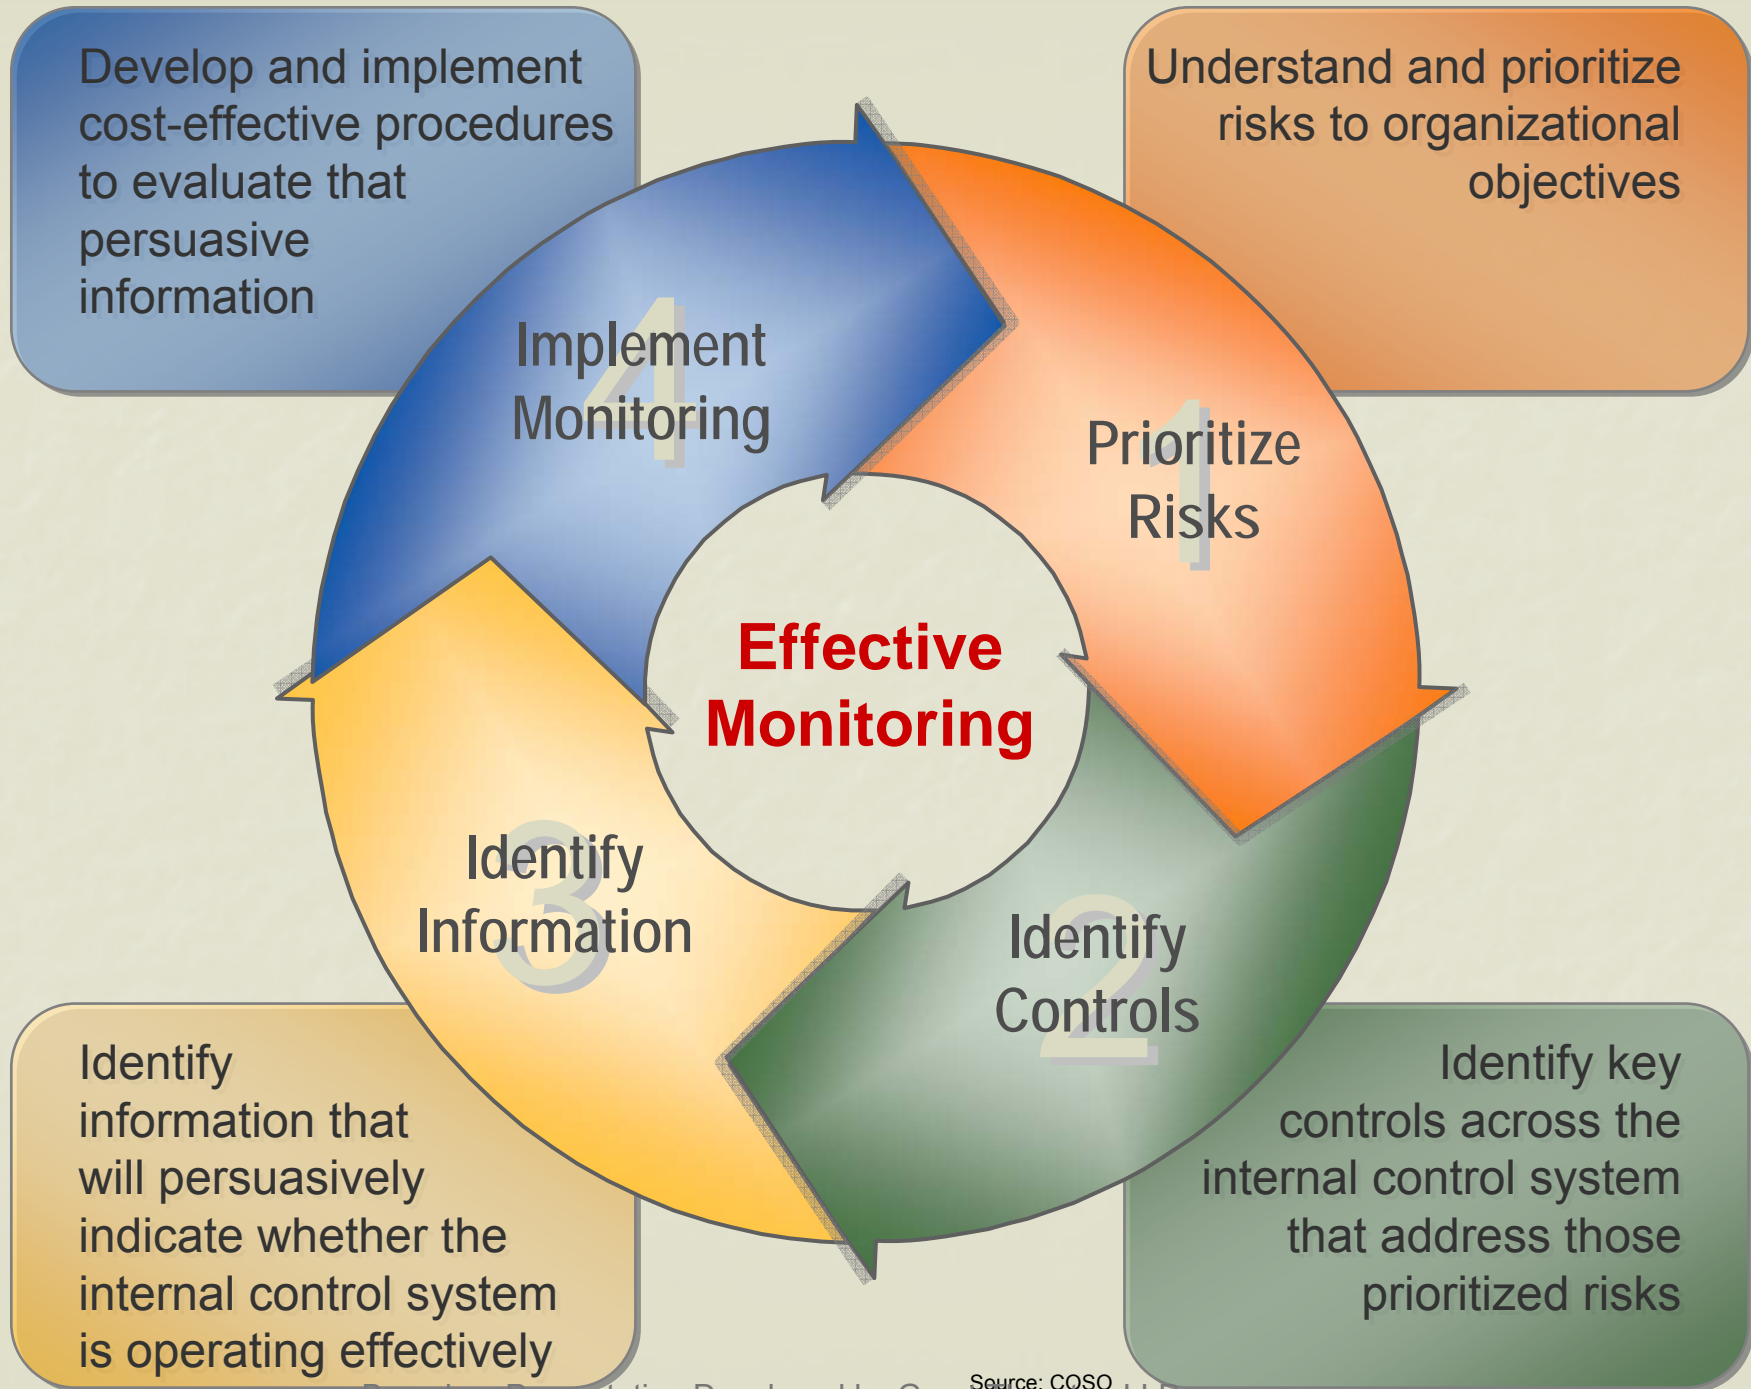 Develop and implement
cost-effective procedures
to evaluate that
persuasive
information
Understand and prioritize
risks to organizational
objectives
4
Implement
Monitoring
1
Prioritize
Risks
Effective
Monitoring
3
Identify
Information
2
Identify
Controls
Identify
information that
will persuasively
indicate whether the
internal control system
is operating effectively
Identify key
controls across the
internal control system
that address those
prioritized risks
Source: COSO